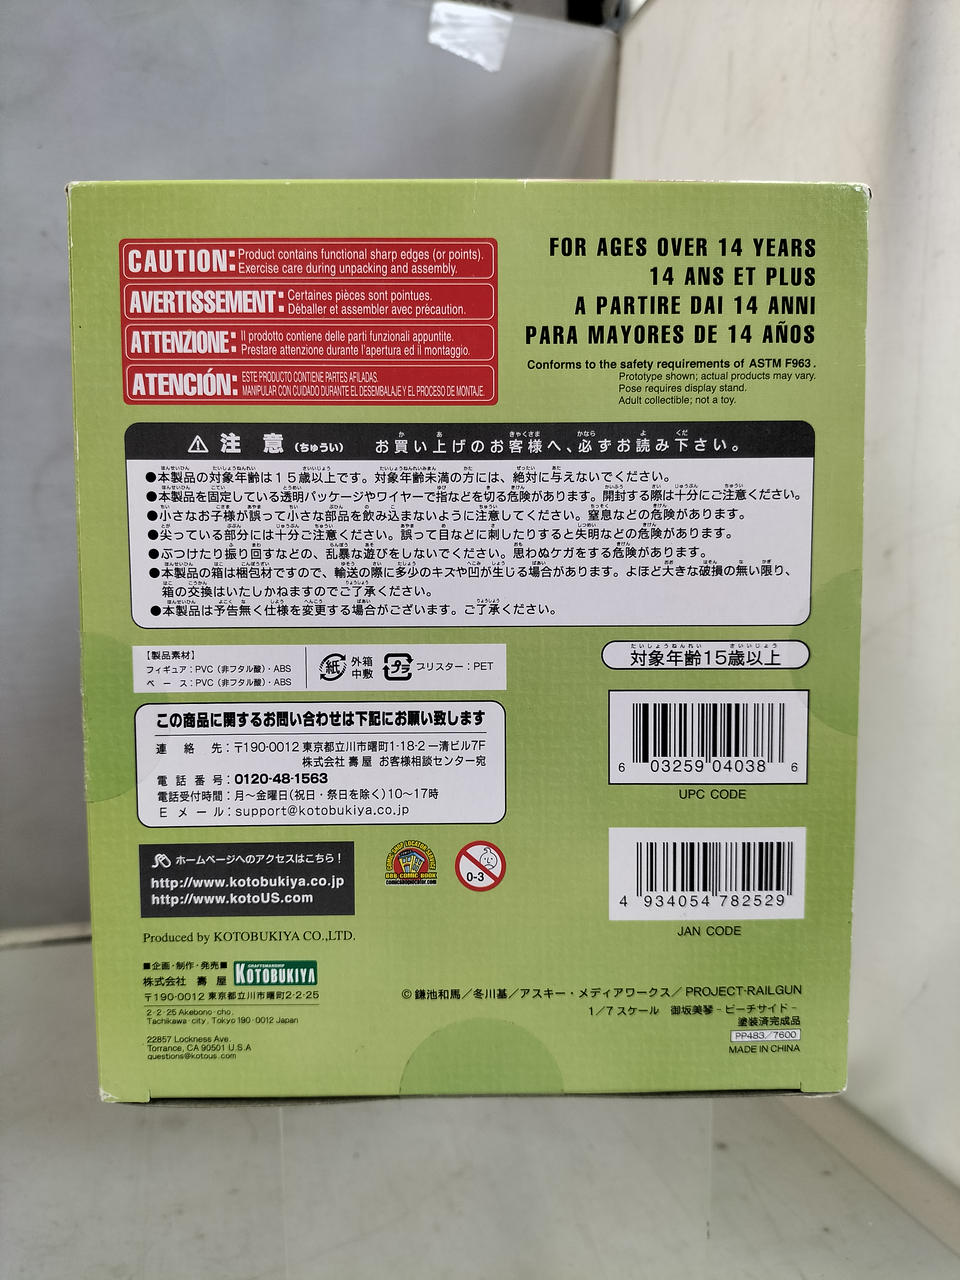 CAUTION: Product contains functional sharp edges (or points).
Exercise care during unpacking and assembly.
AVERTISSEMENT: Certaines pièces sont pointues.
Déballer et assembler avec précaution.
ATTENZIONE: Il prodotto contiene delle parti funzionali appuntite.
Prestare attenzione durante l'apertura ed il montaggio.
ATENCIÓN: ESTE PRODUCTO CONTIENE PARTES AFILADAS.
MANIPULAR CON CUIDADO DURANTE EL DESEMBALAJE Y EL PROCESO DE MONTAJE.
FOR AGES OVER 14 YEARS
14 ANS ET PLUS
A PARTIRE DAI 14 ANNI
PARA MAYORES DE 14 AÑOS
Conforms to the safety requirements of ASTM F963.
Prototype shown; actual products may vary.
Pose requires display stand.
Adult collectible; not a toy.
⚠注 意(ちゅうい) お買い上げのお客様へ、必ずお読み下さい。
●本製品の対象年齢は15歳以上です。対象年齢未満の方には、絶対に与えないでください。
●本製品を固定している透明パッケージやワイヤーで指などを切る危険があります。開封する際は十分にご注意ください。
●小さなお子様が誤って小さな部品を飲み込まないように注意してください。窒息などの危険があります。
●尖っている部分には十分ご注意ください。誤って目などに刺したりすると失明などの危険があります。
●ぶつけたり振り回すなどの、乱暴な遊びをしないでください。思わぬケガをする危険があります。
●本製品の箱は梱包材ですので、輸送の際に多少のキズや凹が生じる場合があります。よほど大きな破損の無い限り、
箱の交換はいたしかねますのでご了承ください。
●本製品は予告無く仕様を変更する場合がございます。ご了承ください。
【製品素材】
フィギュア：PVC (非フタル酸)・ABS
ベース：PVC (非フタル酸)・ABS
紙 外箱
中敷
プラ ブリスター：PET
対象年齢15歳以上
この商品に関するお問い合わせは下記にお願い致します
連絡先：〒190-0012 東京都立川市曙町1-18-2 一清ビル7F
株式会社 壽屋 お客様相談センター宛
電話番号：0120-48-1563
電話受付時間：月～金曜日(祝日・祭日を除く)10～17時
Eメール：support@kotobukiya.co.jp
6 03259 04038 6
UPC CODE
ホームページへのアクセスはこちら！
http://www.kotobukiya.co.jp
http://www.kotoUS.com
COMIC SHOP LOCATOR SERVICE
888 COMIC BOOK
comicshoplocator.com
0-3
4 934054 782529
JAN CODE
Produced by KOTOBUKIYA CO.,LTD.
■企画・制作・発売■
株式会社 壽屋
CRAFTSMANSHIP
KOTOBUKIYA
〒190-0012 東京都立川市曙町2-2-25
2-2-25 Akebono-cho,
Tachikawa-city, Tokyo 190-0012 Japan
22857 Lockness Ave.
Torrance, CA 90501 U.S.A
questions@kotous.com
© 鎌池和馬／冬川基／アスキー・メディアワークス／PROJECT-RAILGUN
1/7スケール 御坂美琴 -ビーチサイド-
塗装済完成品
PP483/7600
MADE IN CHINA